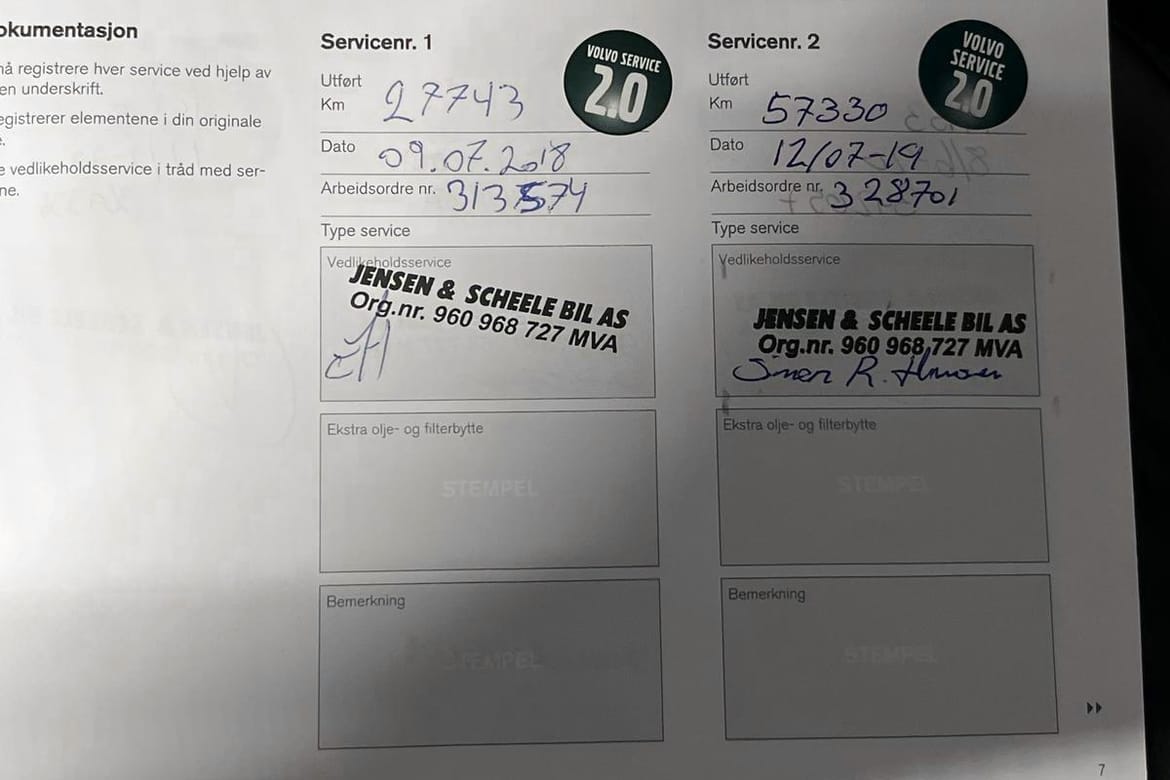 okumentasjon
nå registrere hver service ved hjelp av
en underskrift.
egistrerer elementene i din originale
e.
e vedlikeholdsservice i tråd med ser-
ne.
Servicenr. 1
VOLVO SERVICE
2.0
Utført
Km 27743
Dato 09.07.2018
Arbeidsordre nr. 313574
Type service
Vedlikeholdsservice
JENSEN & SCHEELE BIL AS
Org.nr. 960 968 727 MVA
Ekstra olje- og filterbytte
STEMPEL
Bemerkning
STEMPEL
Servicenr. 2
VOLVO
SERVICE
2.0
Utført
Km 57330
Dato 12/07-19
Arbeidsordre nr. 328701
Type service
Vedlikeholdsservice
JENSEN & SCHEELE BIL AS
Org.nr. 960 968 727 MVA
R.
Ekstra olje- og filterbytte
STEMPEL
Bemerkning
STEMPEL
7